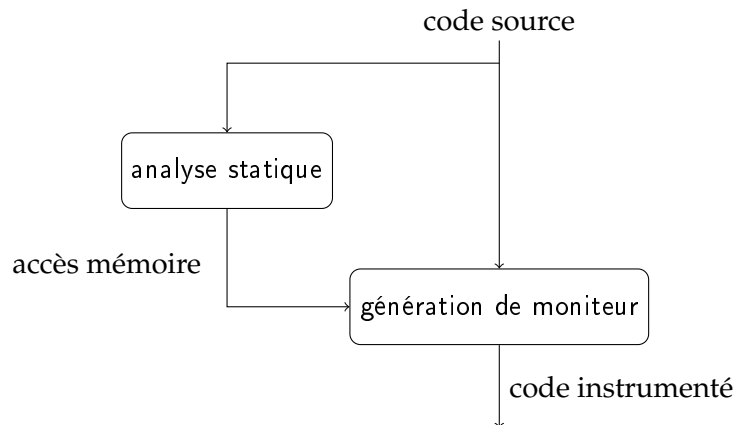 code source
analyse statique
accès mémoire
génération de moniteur
code instrumenté